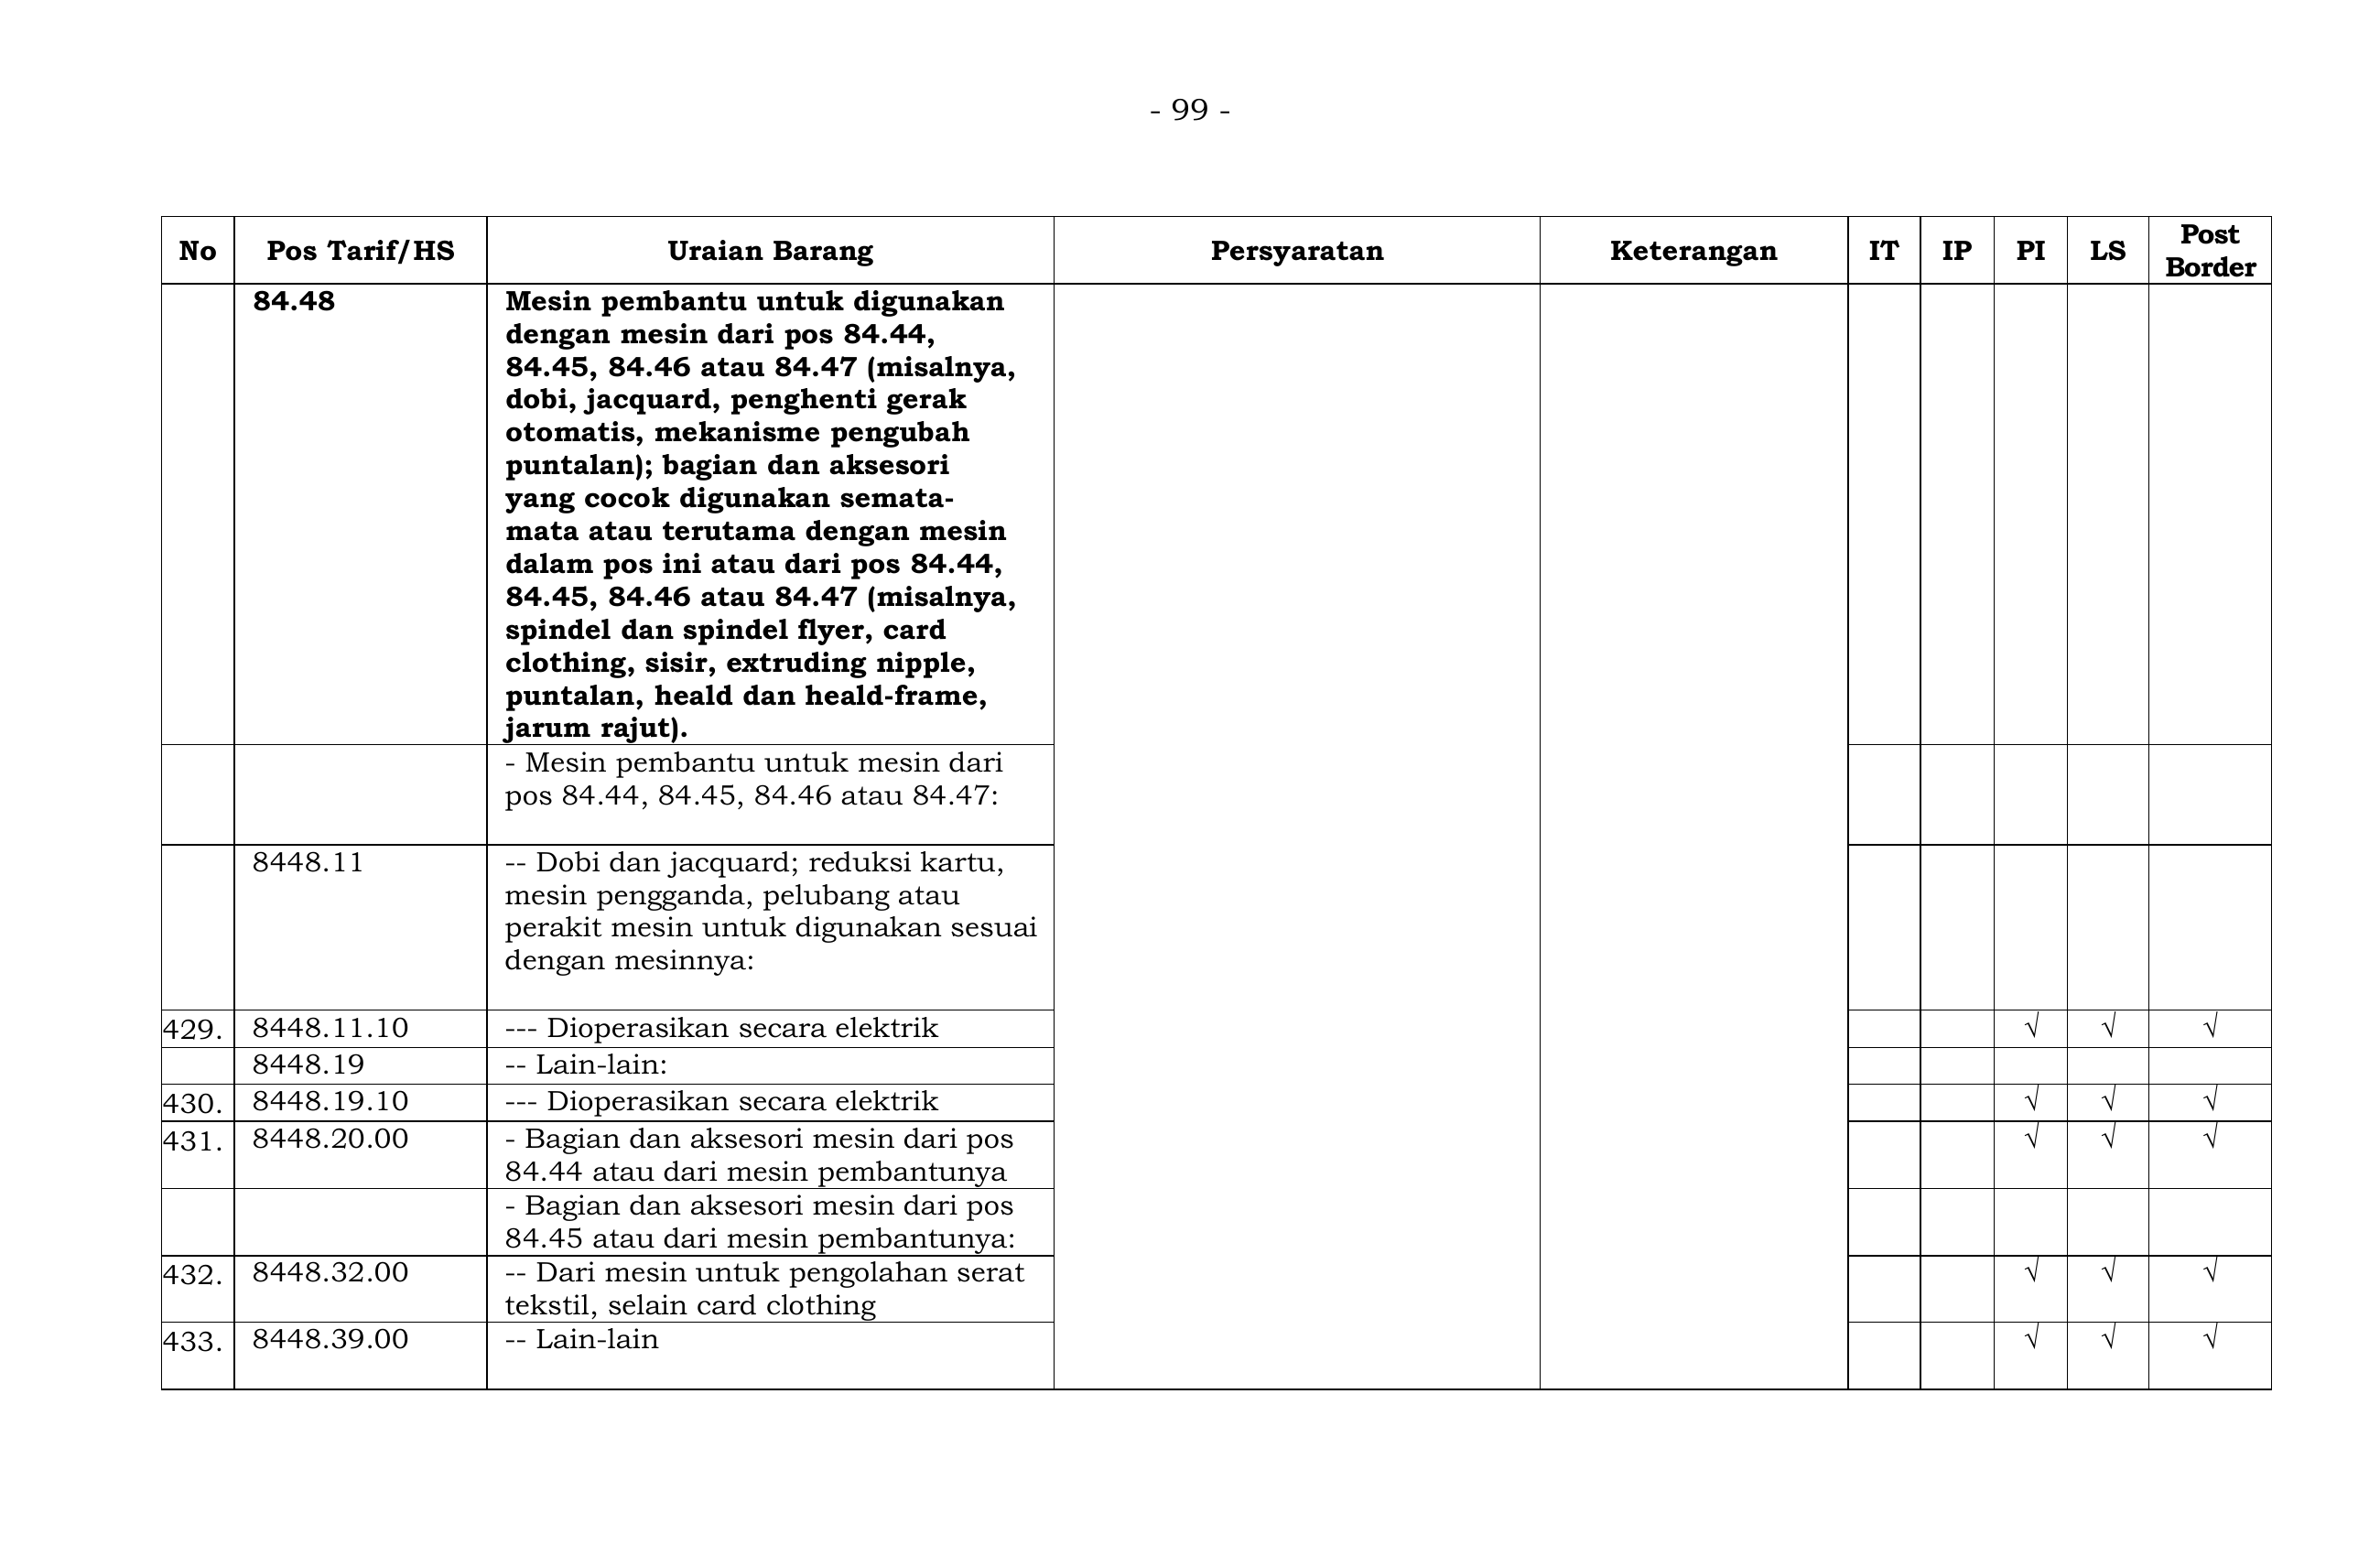 - 99 -
No Pos Tarif/HS Uraian Barang Persyaratan Keterangan IT IP PI LS Post Border
84.48 Mesin pembantu untuk digunakan
dengan mesin dari pos 84.44,
84.45, 84.46 atau 84.47 (misalnya,
dobi, jacquard, penghenti gerak
otomatis, mekanisme pengubah
puntalan); bagian dan aksesori
yang cocok digunakan semata-
mata atau terutama dengan mesin
dalam pos ini atau dari pos 84.44,
84.45, 84.46 atau 84.47 (misalnya,
spindel dan spindel flyer, card
clothing, sisir, extruding nipple,
puntalan, heald dan heald-frame,
jarum rajut).
- Mesin pembantu untuk mesin dari
pos 84.44, 84.45, 84.46 atau 84.47:
8448.11 -- Dobi dan jacquard; reduksi kartu,
mesin pengganda, pelubang atau
perakit mesin untuk digunakan sesuai
dengan mesinnya:
429. 8448.11.10 --- Dioperasikan secara elektrik √ √ √
8448.19 -- Lain-lain:
430. 8448.19.10 --- Dioperasikan secara elektrik √ √ √
431. 8448.20.00 - Bagian dan aksesori mesin dari pos √ √ √
84.44 atau dari mesin pembantunya
- Bagian dan aksesori mesin dari pos
84.45 atau dari mesin pembantunya:
432. 8448.32.00 -- Dari mesin untuk pengolahan serat √ √ √
tekstil, selain card clothing
433. 8448.39.00 -- Lain-lain √ √ √